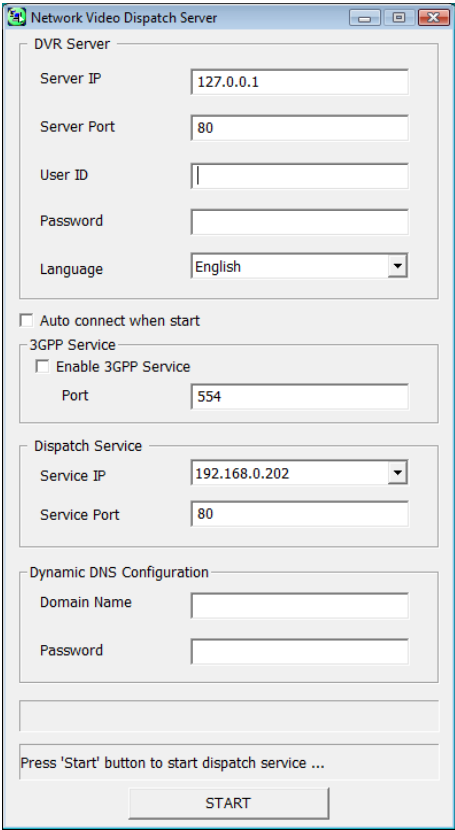 Network Video Dispatch Server
DVR Server
Server IP 127.0.0.1
Server Port 80
User ID
Password
Language English
Auto connect when start
3GPP Service
Enable 3GPP Service
Port 554
Dispatch Service
Service IP 192.168.0.202
Service Port 80
Dynamic DNS Configuration
Domain Name
Password
Press 'Start' button to start dispatch service ...
START